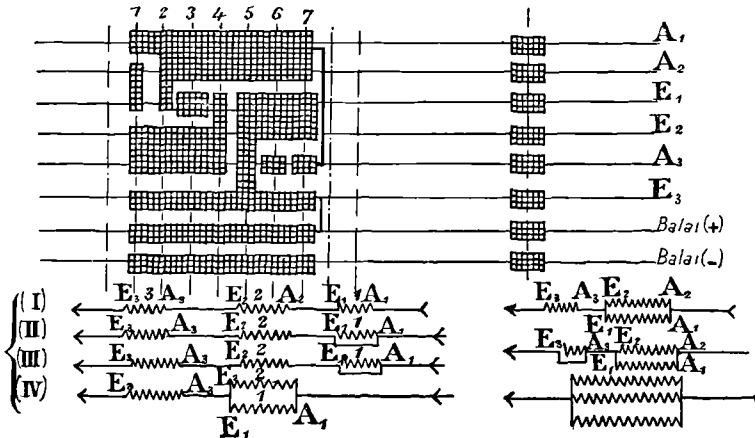 1 2 3 4 5 6 7
A1
A2
E1
E2
A3
E3
Balai (+)
Balai (-)
(I) E3 3 A3 E2 2 A2 E1 1 A1
E3 A3 E2 A2
E1 A1
(II) E3 A3 E2 2 E1 1 A1
E3 A3 E2 A2
E1 A1
(III) E3 A3 E2 2 E1 1 A1
(IV) E3 A3 E3 2
1
E1 A1